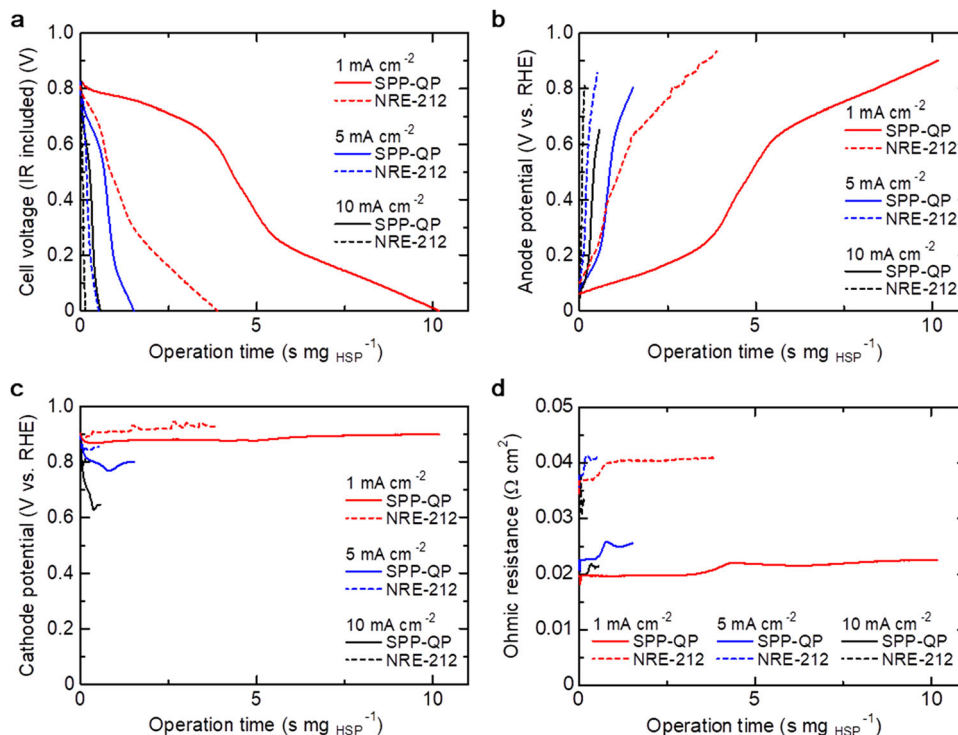 a
Cell voltage (IR included) (V)
1.0
0.8
0.6
0.4
0.2
0
0
5
10
Operation time (s mg HSP⁻¹)
1 mA cm⁻²
SPP-QP
NRE-212
5 mA cm⁻²
SPP-QP
NRE-212
10 mA cm⁻²
SPP-QP
NRE-212
b
Anode potential (V vs. RHE)
1.0
0.8
0.6
0.4
0.2
0
0
5
10
Operation time (s mg HSP⁻¹)
1 mA cm⁻²
SPP-QP
NRE-212
5 mA cm⁻²
SPP-QP
NRE-212
10 mA cm⁻²
SPP-QP
NRE-212
c
Cathode potential (V vs. RHE)
1.0
0.8
0.6
0.4
0.2
0
0
5
10
Operation time (s mg HSP⁻¹)
1 mA cm⁻²
SPP-QP
NRE-212
5 mA cm⁻²
SPP-QP
NRE-212
10 mA cm⁻²
SPP-QP
NRE-212
d
Ohmic resistance (Ω cm²)
0.05
0.04
0.03
0.02
0.01
0
0
5
10
Operation time (s mg HSP⁻¹)
1 mA cm⁻² 5 mA cm⁻² 10 mA cm⁻²
SPP-QP SPP-QP SPP-QP
NRE-212 NRE-212 NRE-212